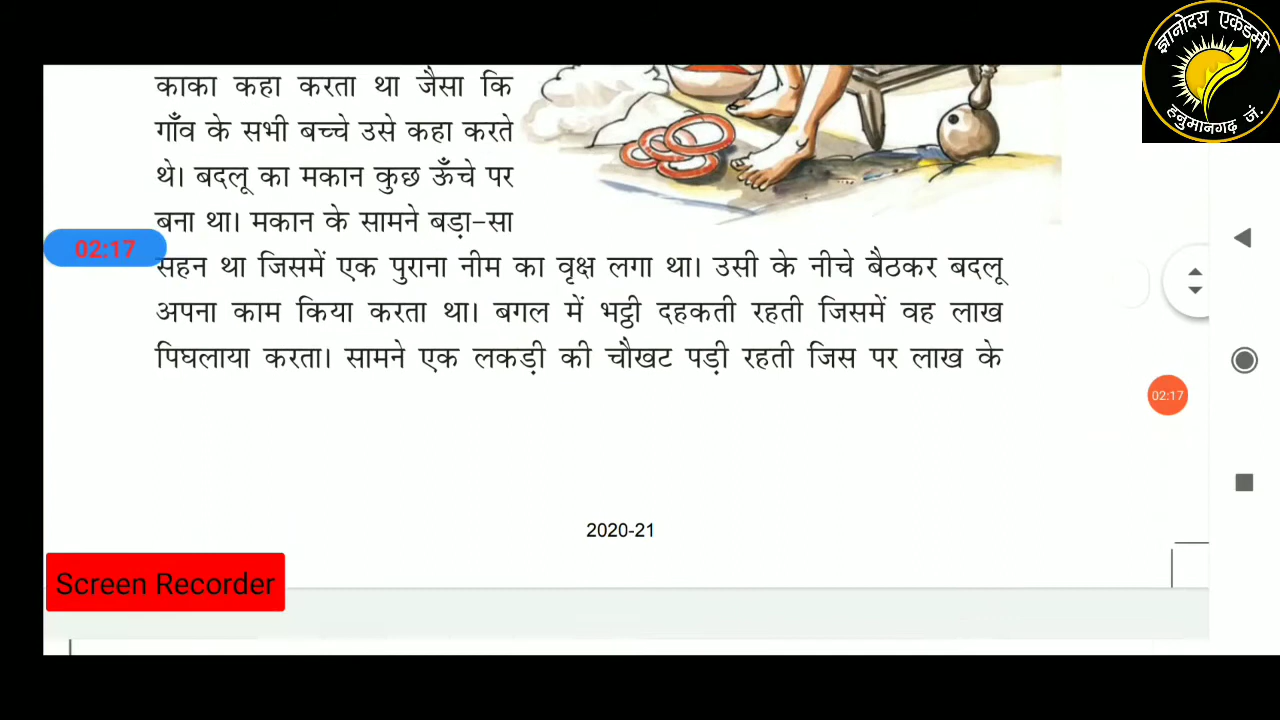 ज्ञानोदय एकेडमी
हनुमानगढ़ जं.
काका कहा करता था जैसा कि
गाँव के सभी बच्चे उसे कहा करते
थे। बदलू का मकान कुछ ऊँचे पर
बना था। मकान के सामने बड़ा-सा
02:17
सहन था जिसमें एक पुराना नीम का वृक्ष लगा था। उसी के नीचे बैठकर बदलू
अपना काम किया करता था। बगल में भट्ठी दहकती रहती जिसमें वह लाख
पिघलाया करता। सामने एक लकड़ी की चौखट पड़ी रहती जिस पर लाख के
02:17
2020-21
Screen Recorder